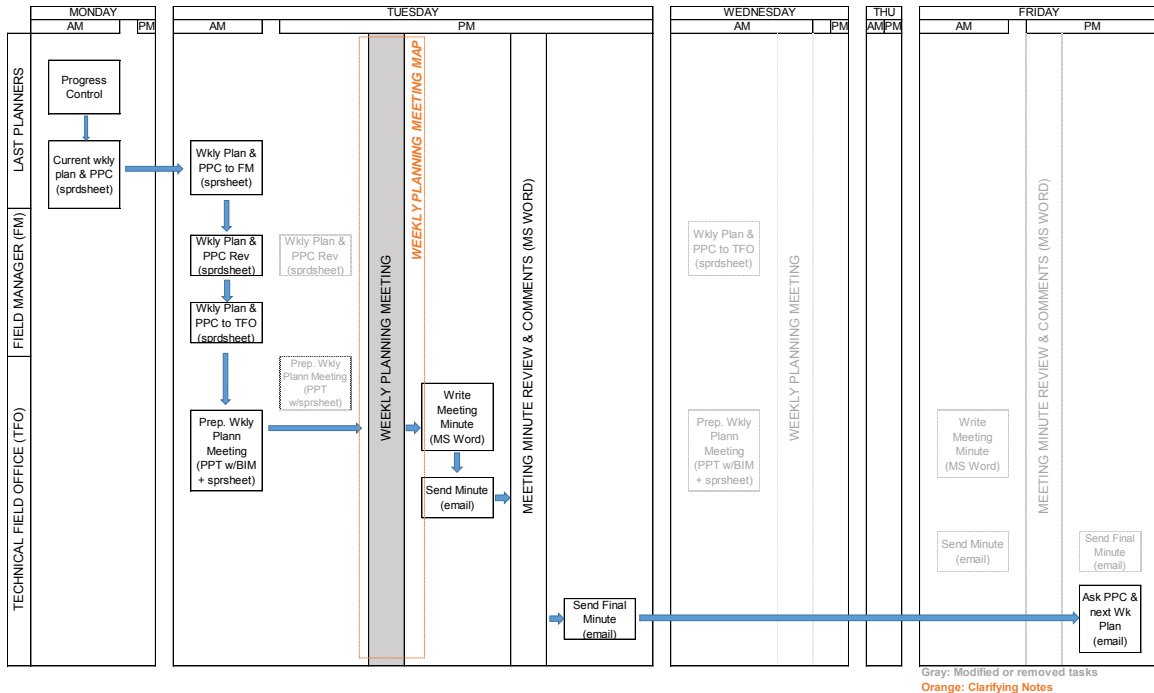 MONDAY
TUESDAY
WEDNESDAY
THU
FRIDAY
AM
PM
AM
PM
AM
PM
AM
PM
AM
PM
LAST PLANNERS
FIELD MANAGER (FM)
TECHNICAL FIELD OFFICE (TFO)
Progress
Control
Current wkly
plan & PPC
(sprdsheet)
Wkly Plan &
PPC to FM
(sprsheet)
Wkly Plan &
PPC Rev
(sprdsheet)
Wkly Plan &
PPC to TFO
(sprdsheet)
Prep. Wkly
Plann
Meeting
(PPT w/BIM
+ sprsheet)
Wkly Plan &
PPC Rev
(sprdsheet)
Prep. Wkly
Plann Meeting
(PPT
w/sprsheet)
WEEKLY PLANNING MEETING
WEEKLY PLANNING MEETING MAP
Write
Meeting
Minute
(MS Word)
Send Minute
(email)
MEETING MINUTE REVIEW & COMMENTS (MS WORD)
Send Final
Minute
(email)
Wkly Plan &
PPC to TFO
(sprdsheet)
Prep. Wkly
Plann
Meeting
(PPT w/BIM
+ sprsheet)
WEEKLY PLANNING MEETING
Write
Meeting
Minute
(MS Word)
Send Minute
(email)
MEETING MINUTE REVIEW & COMMENTS (MS WORD)
Send Final
Minute
(email)
Ask PPC &
next Wk
Plan
(email)
Gray: Modified or removed tasks
Orange: Clarifying Notes